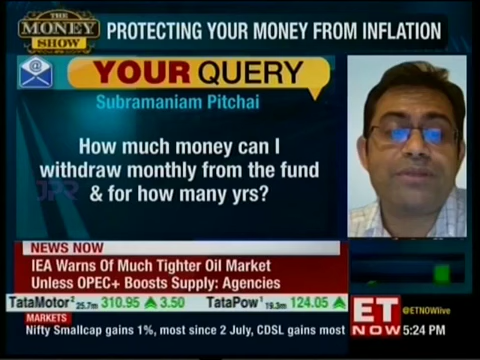 THE
MONEY
SHOW
PROTECTING YOUR MONEY FROM INFLATION
@
YOUR QUERY
Subramaniam Pitchai
How much money can I
withdraw monthly from the fund
& for how many yrs?
JPR
NEWS NOW
IEA Warns Of Much Tighter Oil Market
Unless OPEC+ Boosts Supply: Agencies
TataMotor² 25.7m 310.95 3.50 TataPow¹ 19.3m 124.05
MARKETS
Nifty Smallcap gains 1%, most since 2 July, CDSL gains most
ET
NOW
@ETNOWlive
5:24 PM